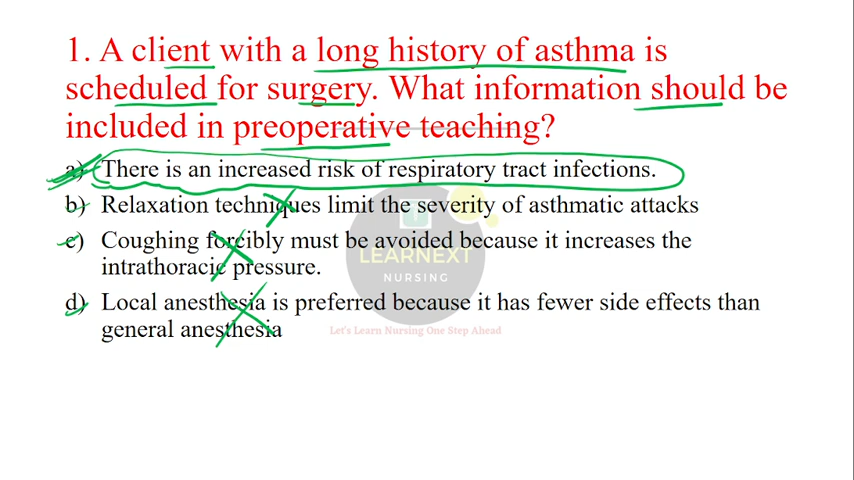 1. A client with a long history of asthma is
scheduled for surgery. What information should be
included in preoperative teaching?
a) There is an increased risk of respiratory tract infections.
b) Relaxation techniques limit the severity of asthmatic attacks
c) Coughing forcibly must be avoided because it increases the
intrathoracic pressure.
LEARNEXT
NURSING
d) Local anesthesia is preferred because it has fewer side effects than
general anesthesia
Let's Learn Nursing One Step Ahead